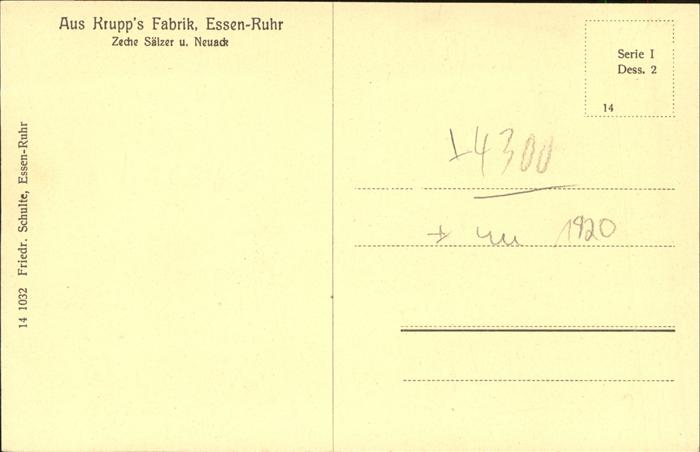 Aus Krupp's Fabrik, Essen-Ruhr
Zeche Sälzer u. Neuack
Serie I
Dess. 2
14
14 1032 Friedr. Schulte, Essen-Ruhr
14300
1920